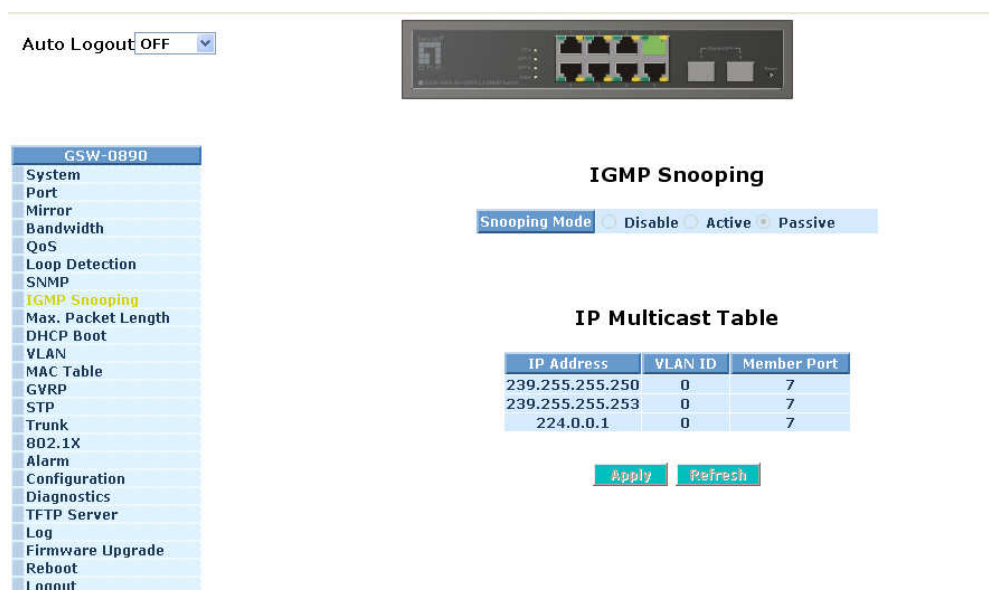 Auto Logout OFF
GSW-0890
System
Port
Mirror
Bandwidth
QoS
Loop Detection
SNMP
IGMP Snooping
Max. Packet Length
DHCP Boot
VLAN
MAC Table
GVRP
STP
Trunk
802.1X
Alarm
Configuration
Diagnostics
TFTP Server
Log
Firmware Upgrade
Reboot
Logout
IGMP Snooping
Snooping Mode Disable Active Passive
IP Multicast Table
IP Address VLAN ID Member Port
239.255.255.250 0 7
239.255.255.253 0 7
224.0.0.1 0 7
Apply Refresh